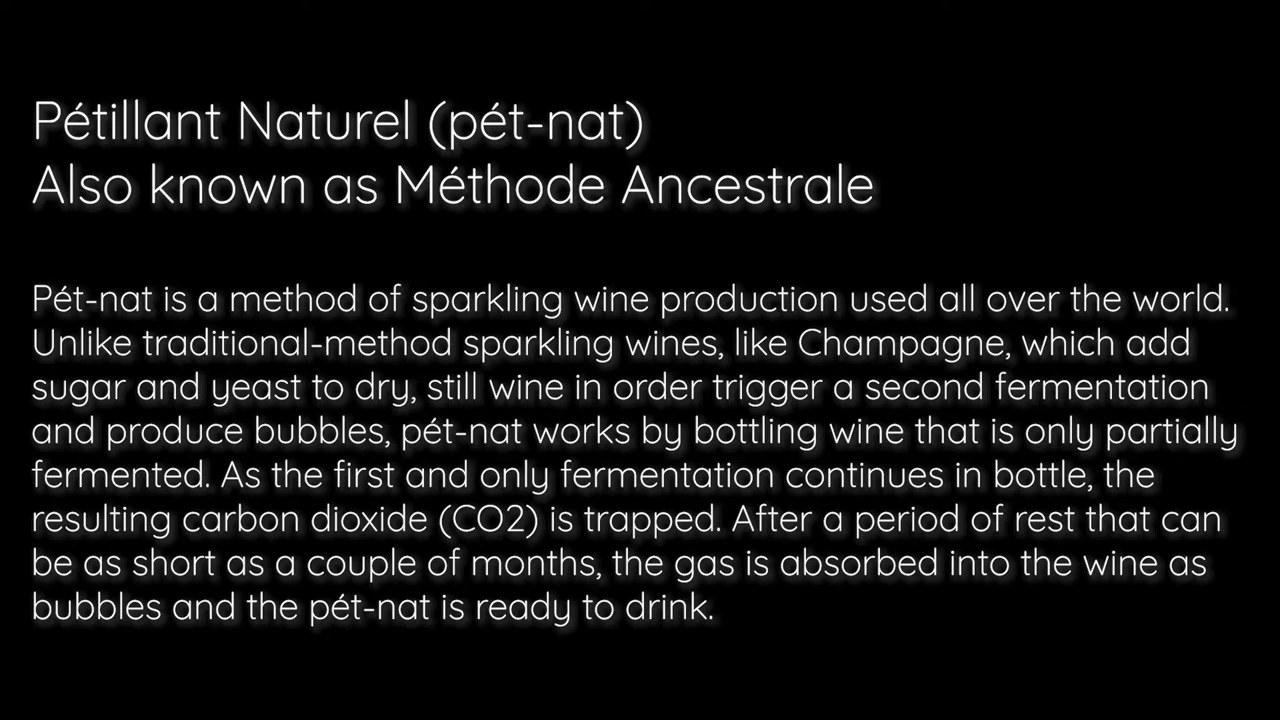 Pétillant Naturel (pét-nat)
Also known as Méthode Ancestrale
Pét-nat is a method of sparkling wine production used all over the world.
Unlike traditional-method sparkling wines, like Champagne, which add
sugar and yeast to dry, still wine in order trigger a second fermentation
and produce bubbles, pét-nat works by bottling wine that is only partially
fermented. As the first and only fermentation continues in bottle, the
resulting carbon dioxide (CO2) is trapped. After a period of rest that can
be as short as a couple of months, the gas is absorbed into the wine as
bubbles and the pét-nat is ready to drink.